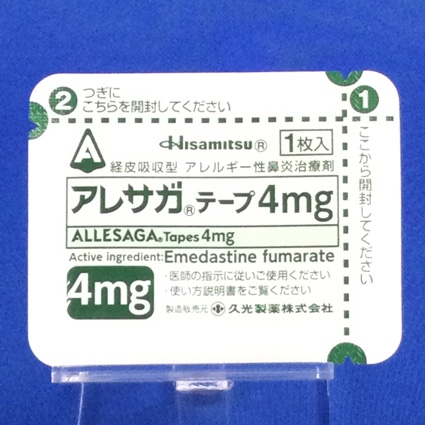 ②
つぎに
こちらを開封してください
①
ここから開封してください
Hisamitsu® 1枚入
経皮吸収型 アレルギー性鼻炎治療剤
アレサガ®テープ4mg
ALLESAGA® Tapes 4mg
Active ingredient: Emedastine fumarate
4mg
・医師の指示に従いご使用ください
・使い方説明書をご覧ください
製造販売元 久光製薬株式会社